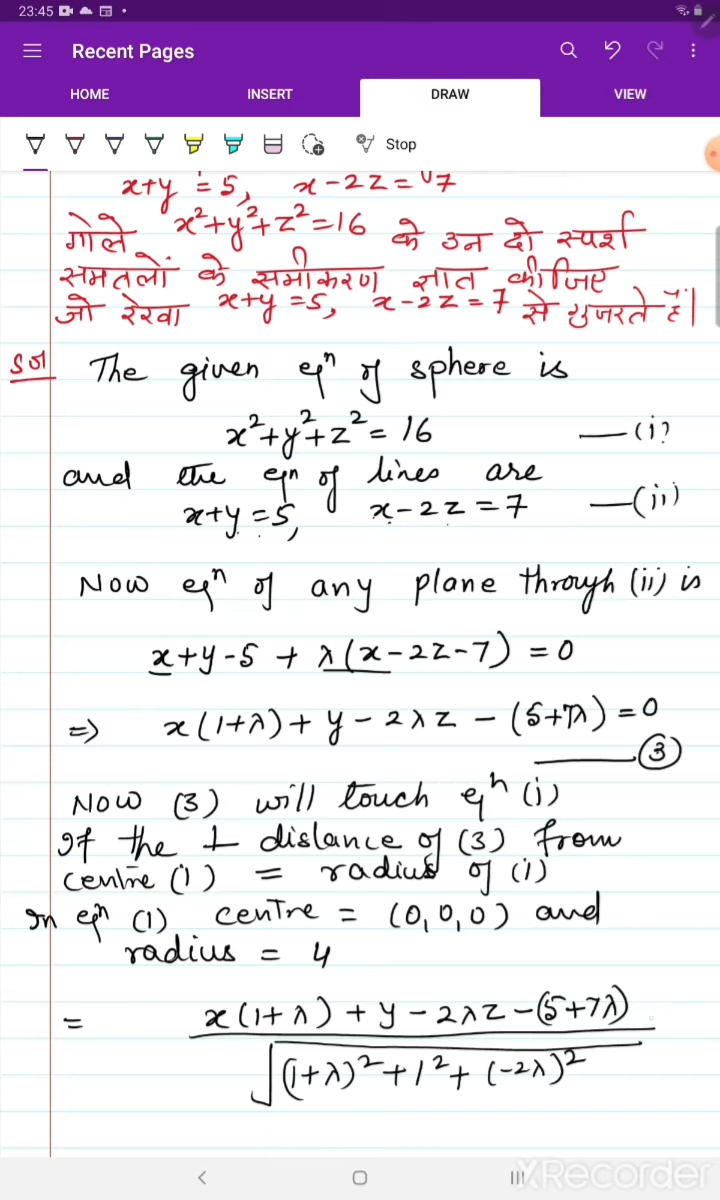 23:45
Recent Pages
HOME INSERT DRAW VIEW
Stop
x+y=5, x-2z=7
गोले x²+y²+z²=16 के उन दो स्पर्श
समतलों के समीकरण ज्ञात कीजिए
जो रेखा x+y=5, x-2z=7 से गुजरते हैं।
Sol The given eqⁿ of sphere is
x²+y²+z²=16 —(i)
and the eqn of lines are
x+y=5, x-2z=7 —(ii)
Now eqⁿ of any plane through (ii) is
x+y-5+λ(x-2z-7)=0
⇒ x(1+λ)+y-2λz-(5+7λ)=0
③
Now (3) will touch eqⁿ (i)
If the ⊥ distance of (3) from
centre (i) = radius of (i)
In eqⁿ (1) centre = (0,0,0) and
radius = 4
= x(1+λ)+y-2λz-(5+7λ)
√(1+λ)²+1²+(-2λ)²
XRecorder